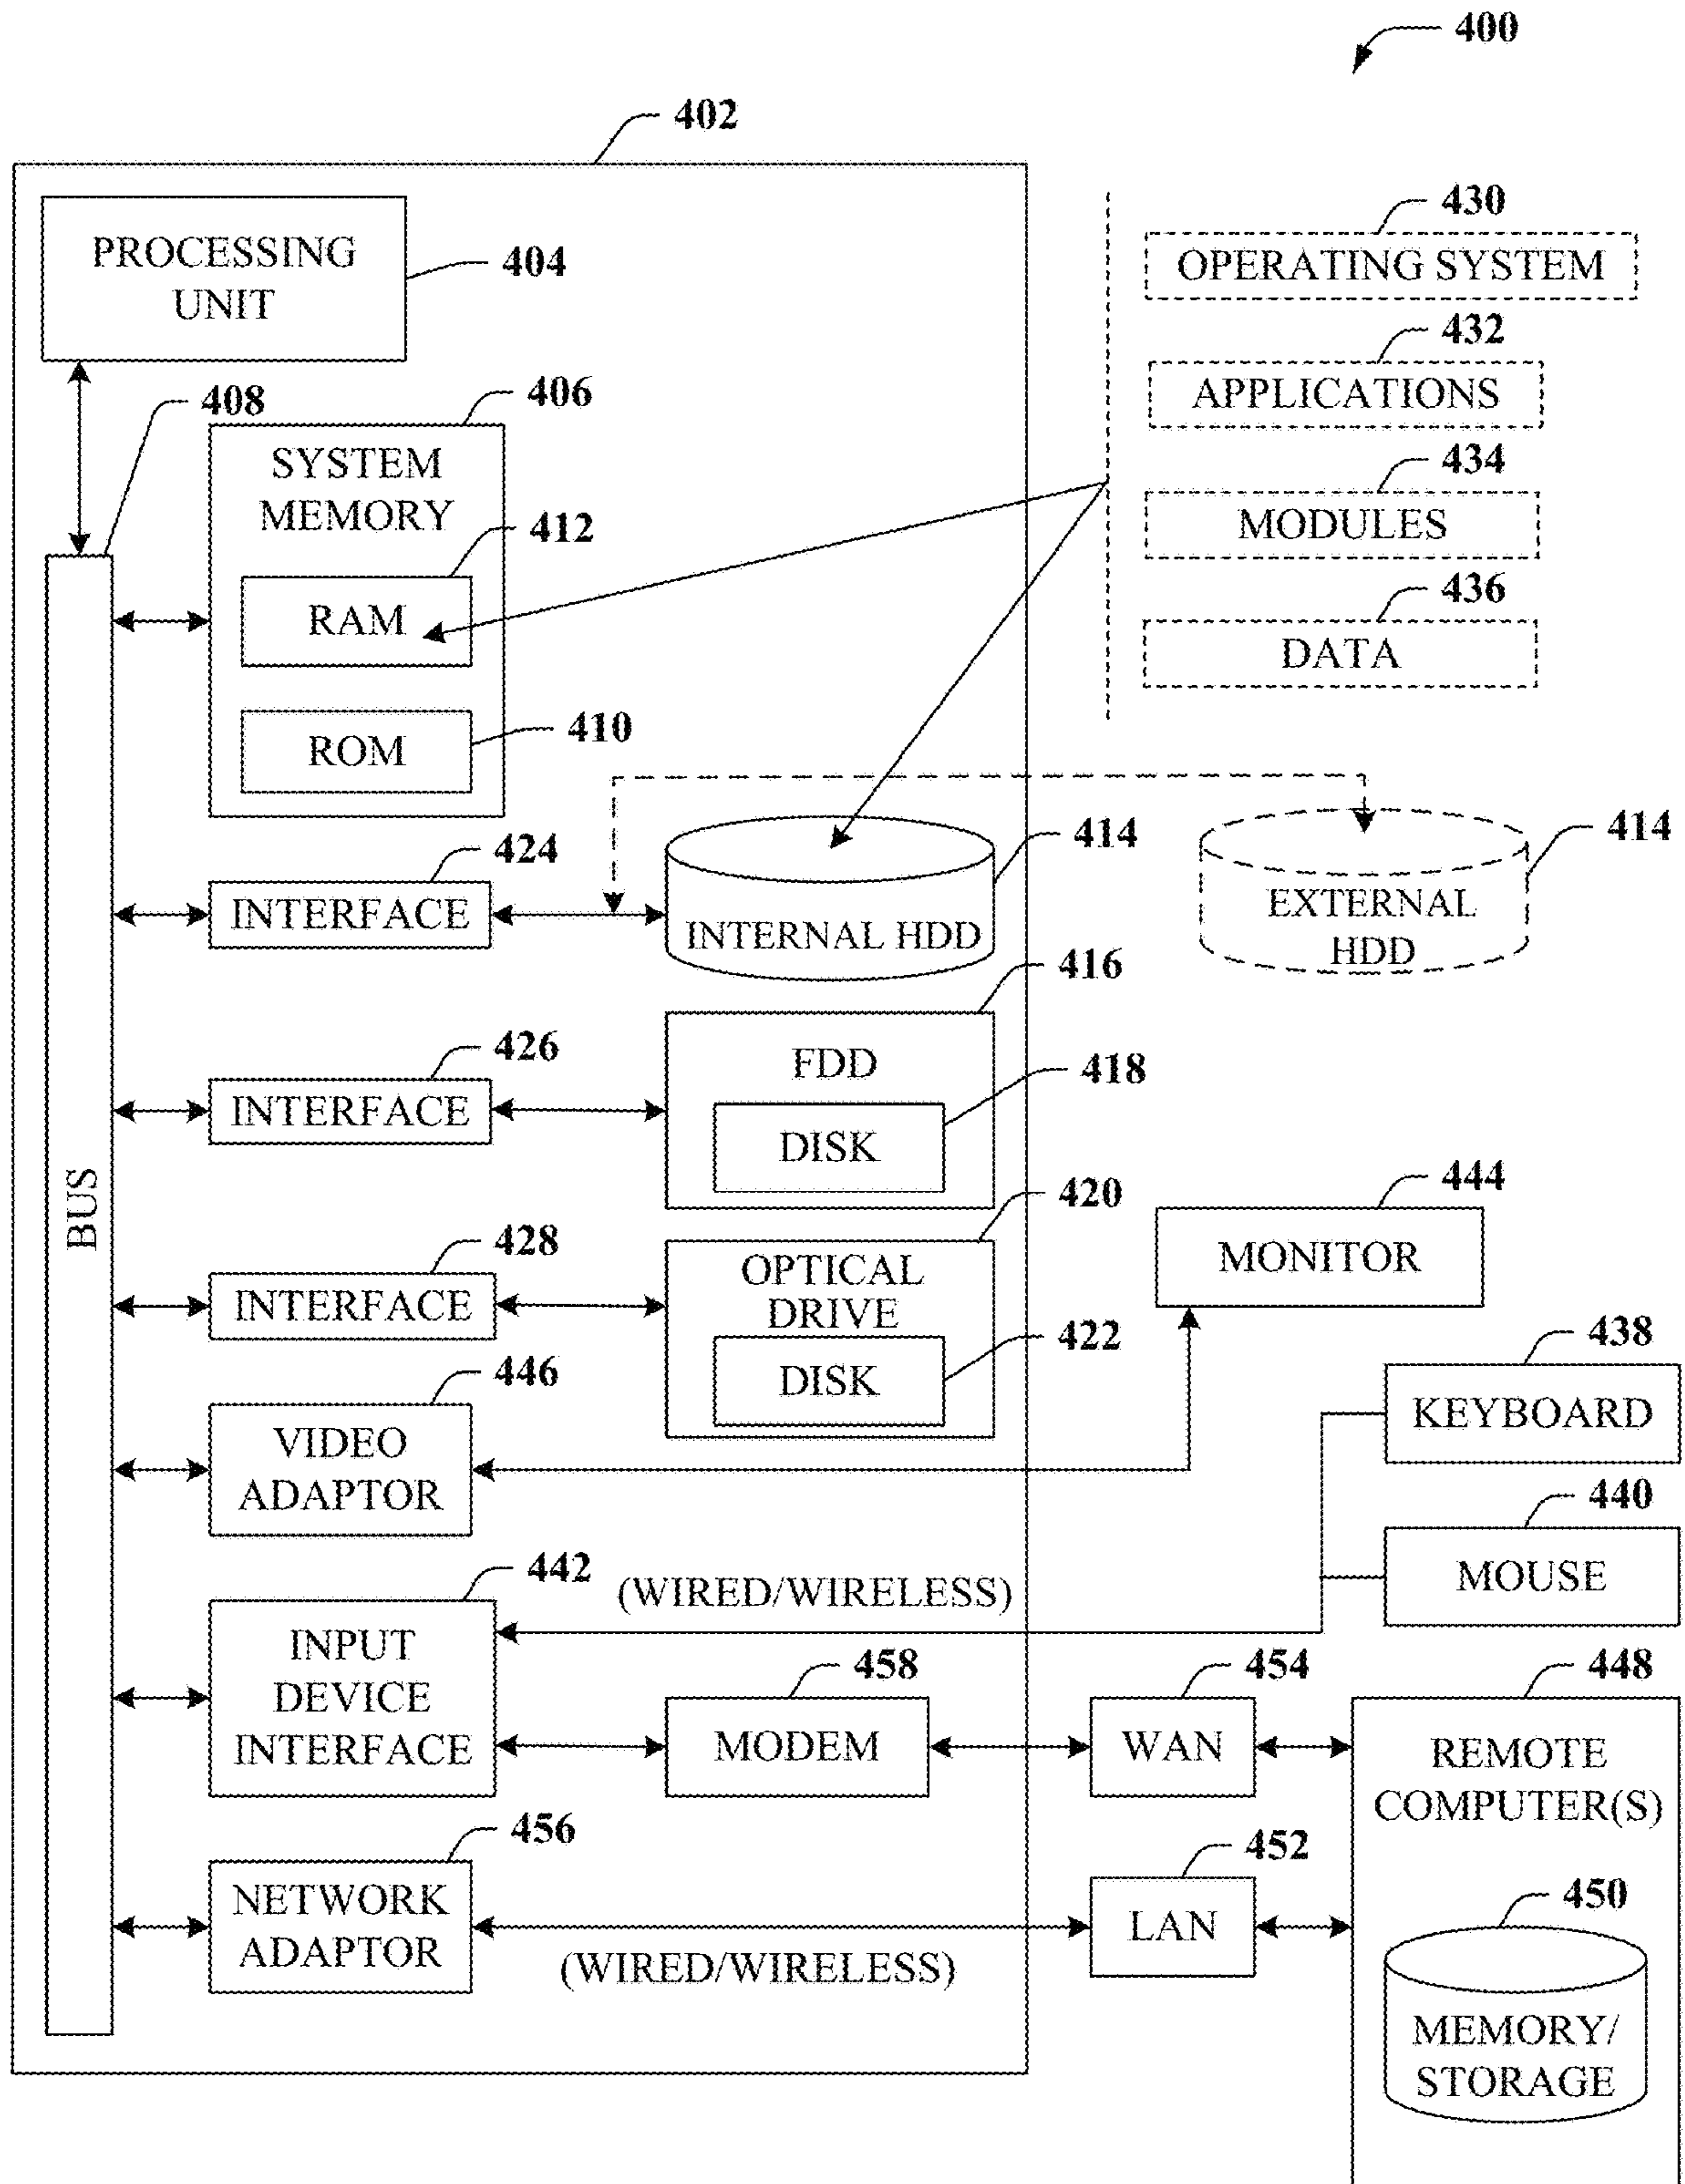 400
402
PROCESSING
UNIT
404
430
OPERATING SYSTEM
432
APPLICATIONS
434
MODULES
436
DATA
408
406
SYSTEM
MEMORY
412
RAM
410
ROM
424
INTERFACE
414
INTERNAL HDD
414
EXTERNAL
HDD
416
FDD
418
DISK
426
INTERFACE
BUS
420
OPTICAL
DRIVE
422
DISK
428
INTERFACE
444
MONITOR
446
VIDEO
ADAPTOR
438
KEYBOARD
440
MOUSE
442
(WIRED/WIRELESS)
INPUT
DEVICE
INTERFACE
458
MODEM
454
WAN
448
REMOTE
COMPUTER(S)
456
NETWORK
ADAPTOR
(WIRED/WIRELESS)
452
LAN
450
MEMORY/
STORAGE